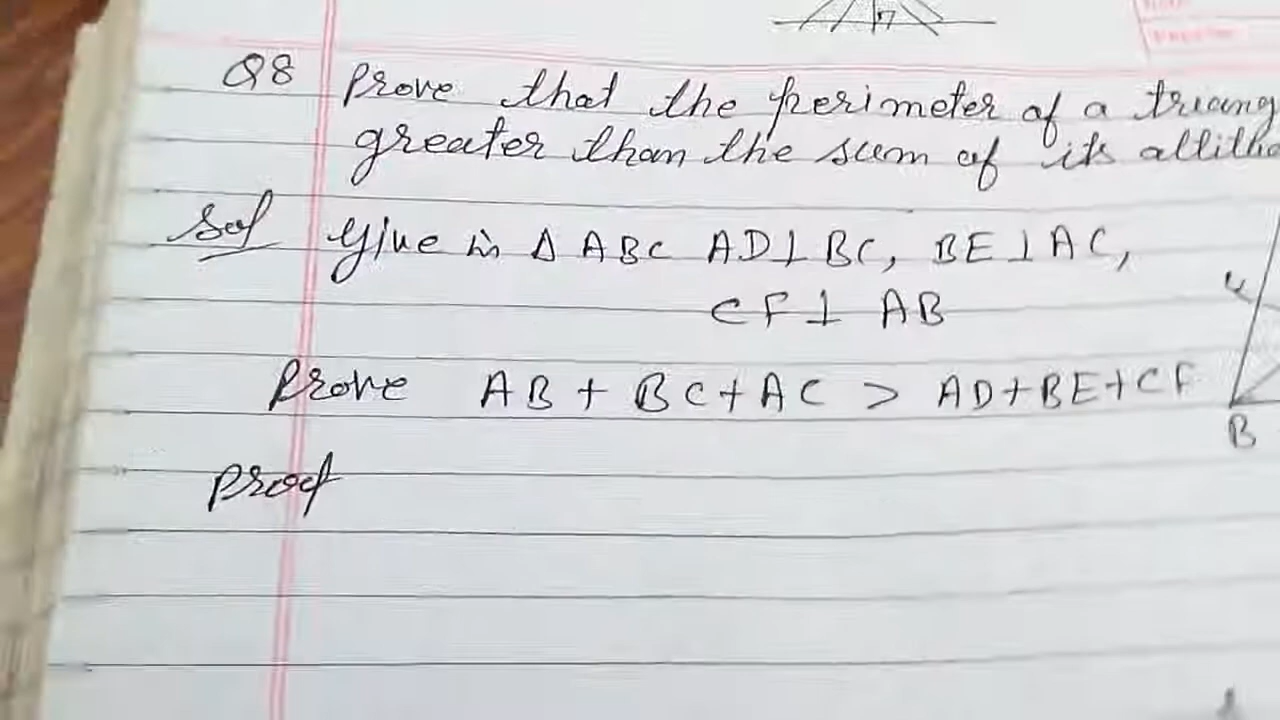 Q8 Prove that the perimeter of a triang
greater than the sum of its allitho
Sol Give in Δ ABC AD⊥BC, BE⊥AC,
CF⊥ AB
Prove AB + BC+AC > AD+BE+CF
B
Proof